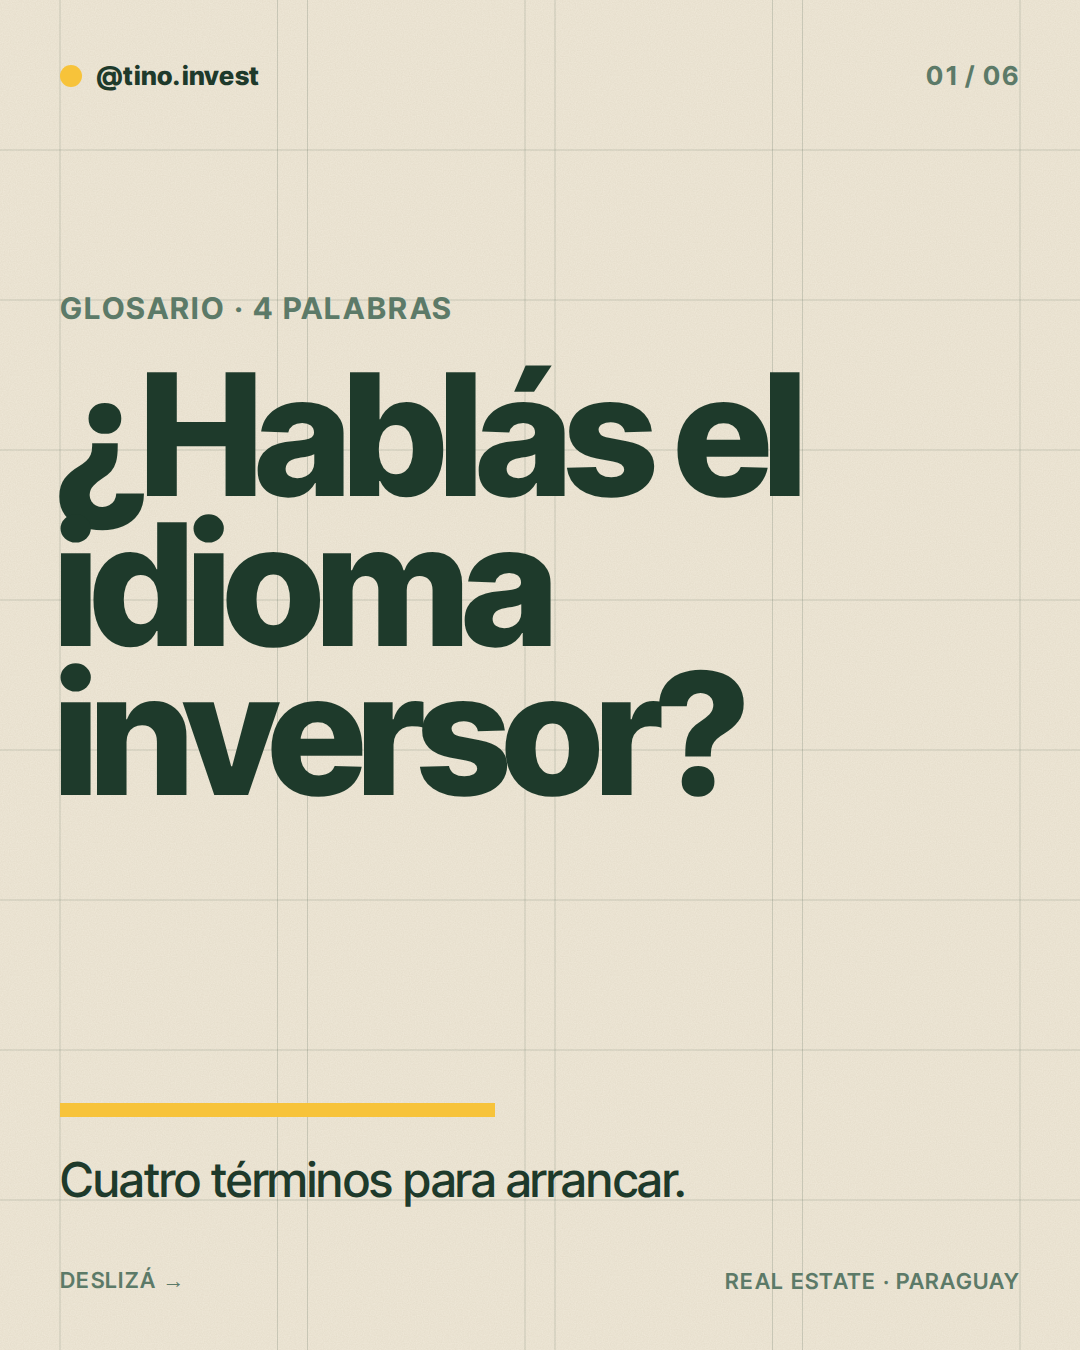 @tino.invest
01 / 06
GLOSARIO · 4 PALABRAS
¿Hablás el
idioma
inversor?
Cuatro términos para arrancar.
DESLIZÁ →
REAL ESTATE · PARAGUAY